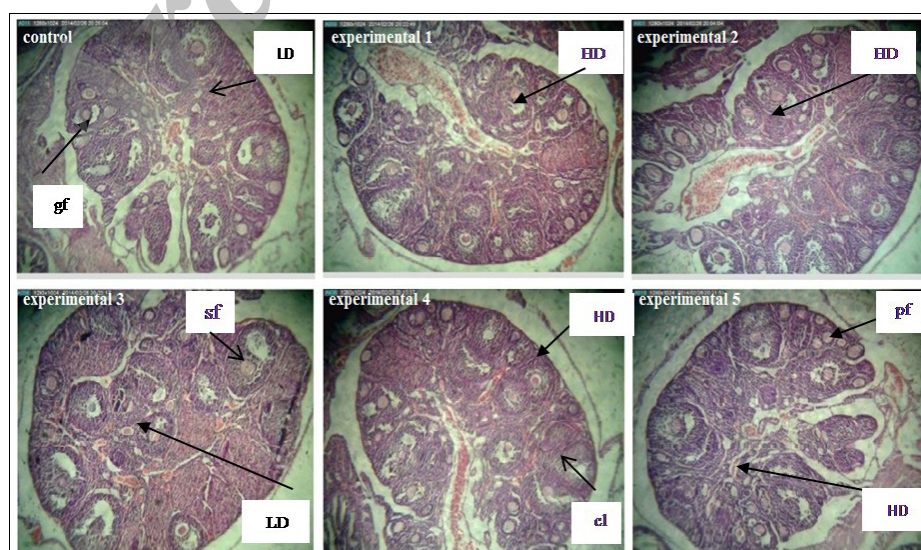 control
LD
gf
experimental 1
HD
experimental 2
HD
experimental 3
sf
LD
experimental 4
HD
cl
experimental 5
pf
HD